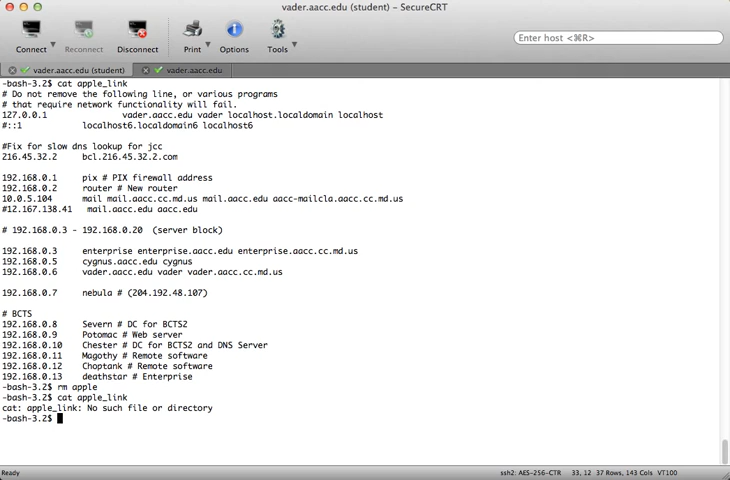 vader.aacc.edu (student) – SecureCRT
Connect
Reconnect
Disconnect
Print
Options
Tools
Enter host <⌘R>
vader.aacc.edu (student)
vader.aacc.edu
-bash-3.2$ cat apple_link
# Do not remove the following line, or various programs
# that require network functionality will fail.
127.0.0.1 vader.aacc.edu vader localhost.localdomain localhost
#::1 localhost6.localdomain6 localhost6
#Fix for slow dns lookup for jcc
216.45.32.2 bcl.216.45.32.2.com
192.168.0.1 pix # PIX firewall address
192.168.0.2 router # New router
10.0.5.104 mail mail.aacc.cc.md.us mail.aacc.edu aacc-mailcla.aacc.cc.md.us
#12.167.138.41 mail.aacc.edu aacc.edu
# 192.168.0.3 - 192.168.0.20 (server block)
192.168.0.3 enterprise enterprise.aacc.edu enterprise.aacc.cc.md.us
192.168.0.5 cygnus.aacc.edu cygnus
192.168.0.6 vader.aacc.edu vader vader.aacc.cc.md.us
192.168.0.7 nebula # (204.192.48.107)
# BCTS
192.168.0.8 Severn # DC for BCTS2
192.168.0.9 Potomac # Web server
192.168.0.10 Chester # DC for BCTS2 and DNS Server
192.168.0.11 Magothy # Remote software
192.168.0.12 Choptank # Remote software
192.168.0.13 deathstar # Enterprise
-bash-3.2$ rm apple
-bash-3.2$ cat apple_link
cat: apple_link: No such file or directory
-bash-3.2$
Ready
ssh2: AES-256-CTR 33, 12 37 Rows, 143 Cols VT100